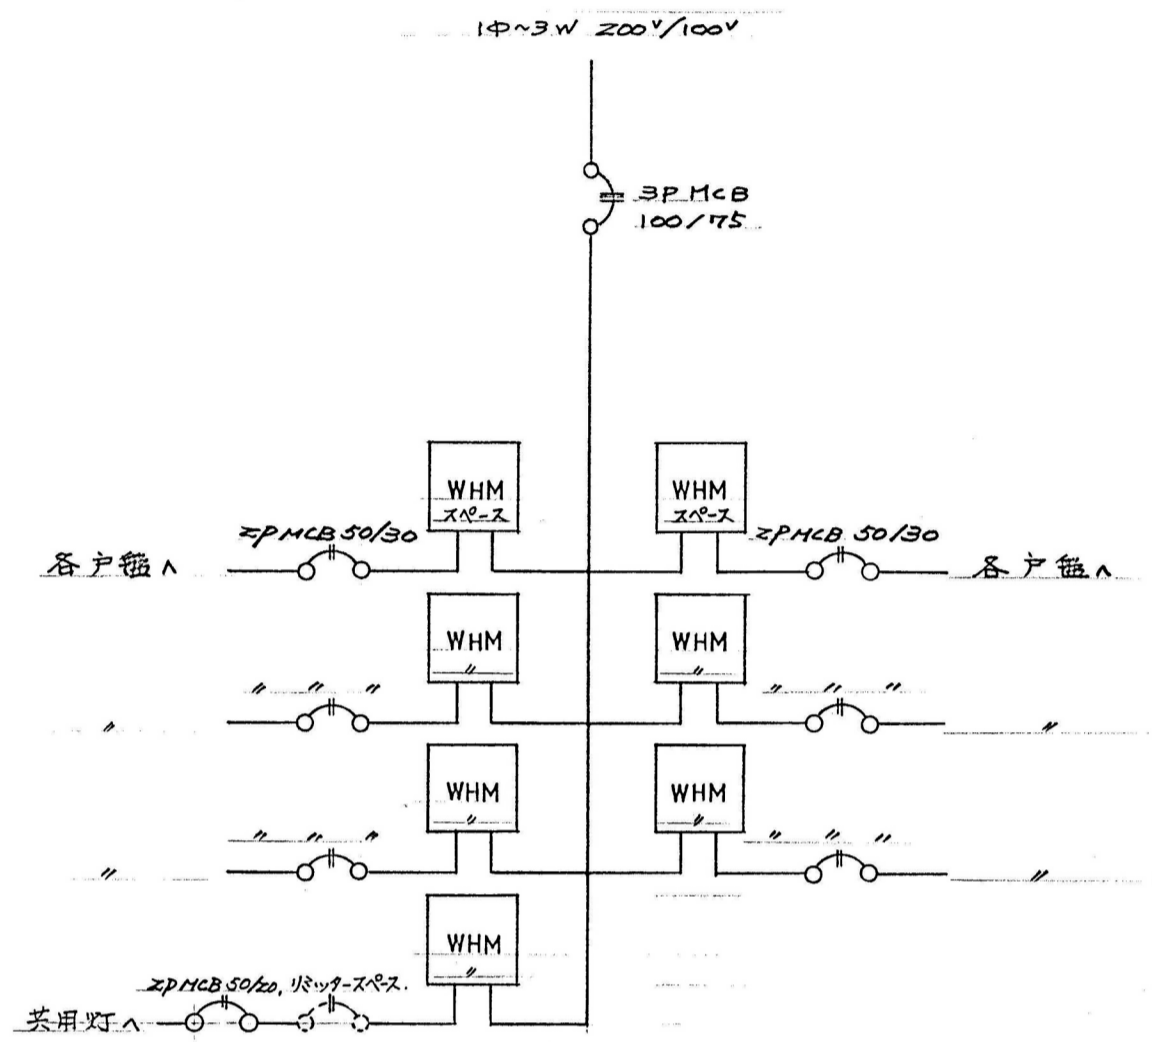 1Φ~3W 200V/100V
3P MCB
100/75
WHM
スペース
WHM
スペース
2P MCB 50/30
2P MCB 50/30
各戸盤へ
各戸盤へ
WHM
〃
WHM
〃
〃 〃 〃
〃 〃 〃
〃
〃
WHM
〃
WHM
〃
〃 〃 〃
〃 〃 〃
〃
〃
WHM
〃
2P MCB 50/20, リミッタースペース.
共用灯へ